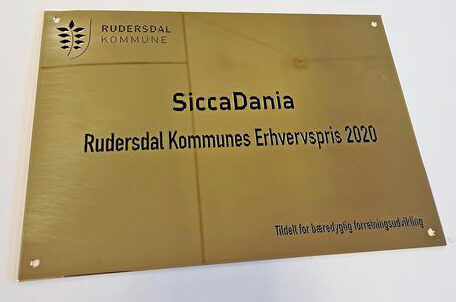 RUDERSDAL
KOMMUNE
SiccaDania
Rudersdal Kommunes Erhvervspris 2020
Tildelt for bæredygtig forretningsudvikling